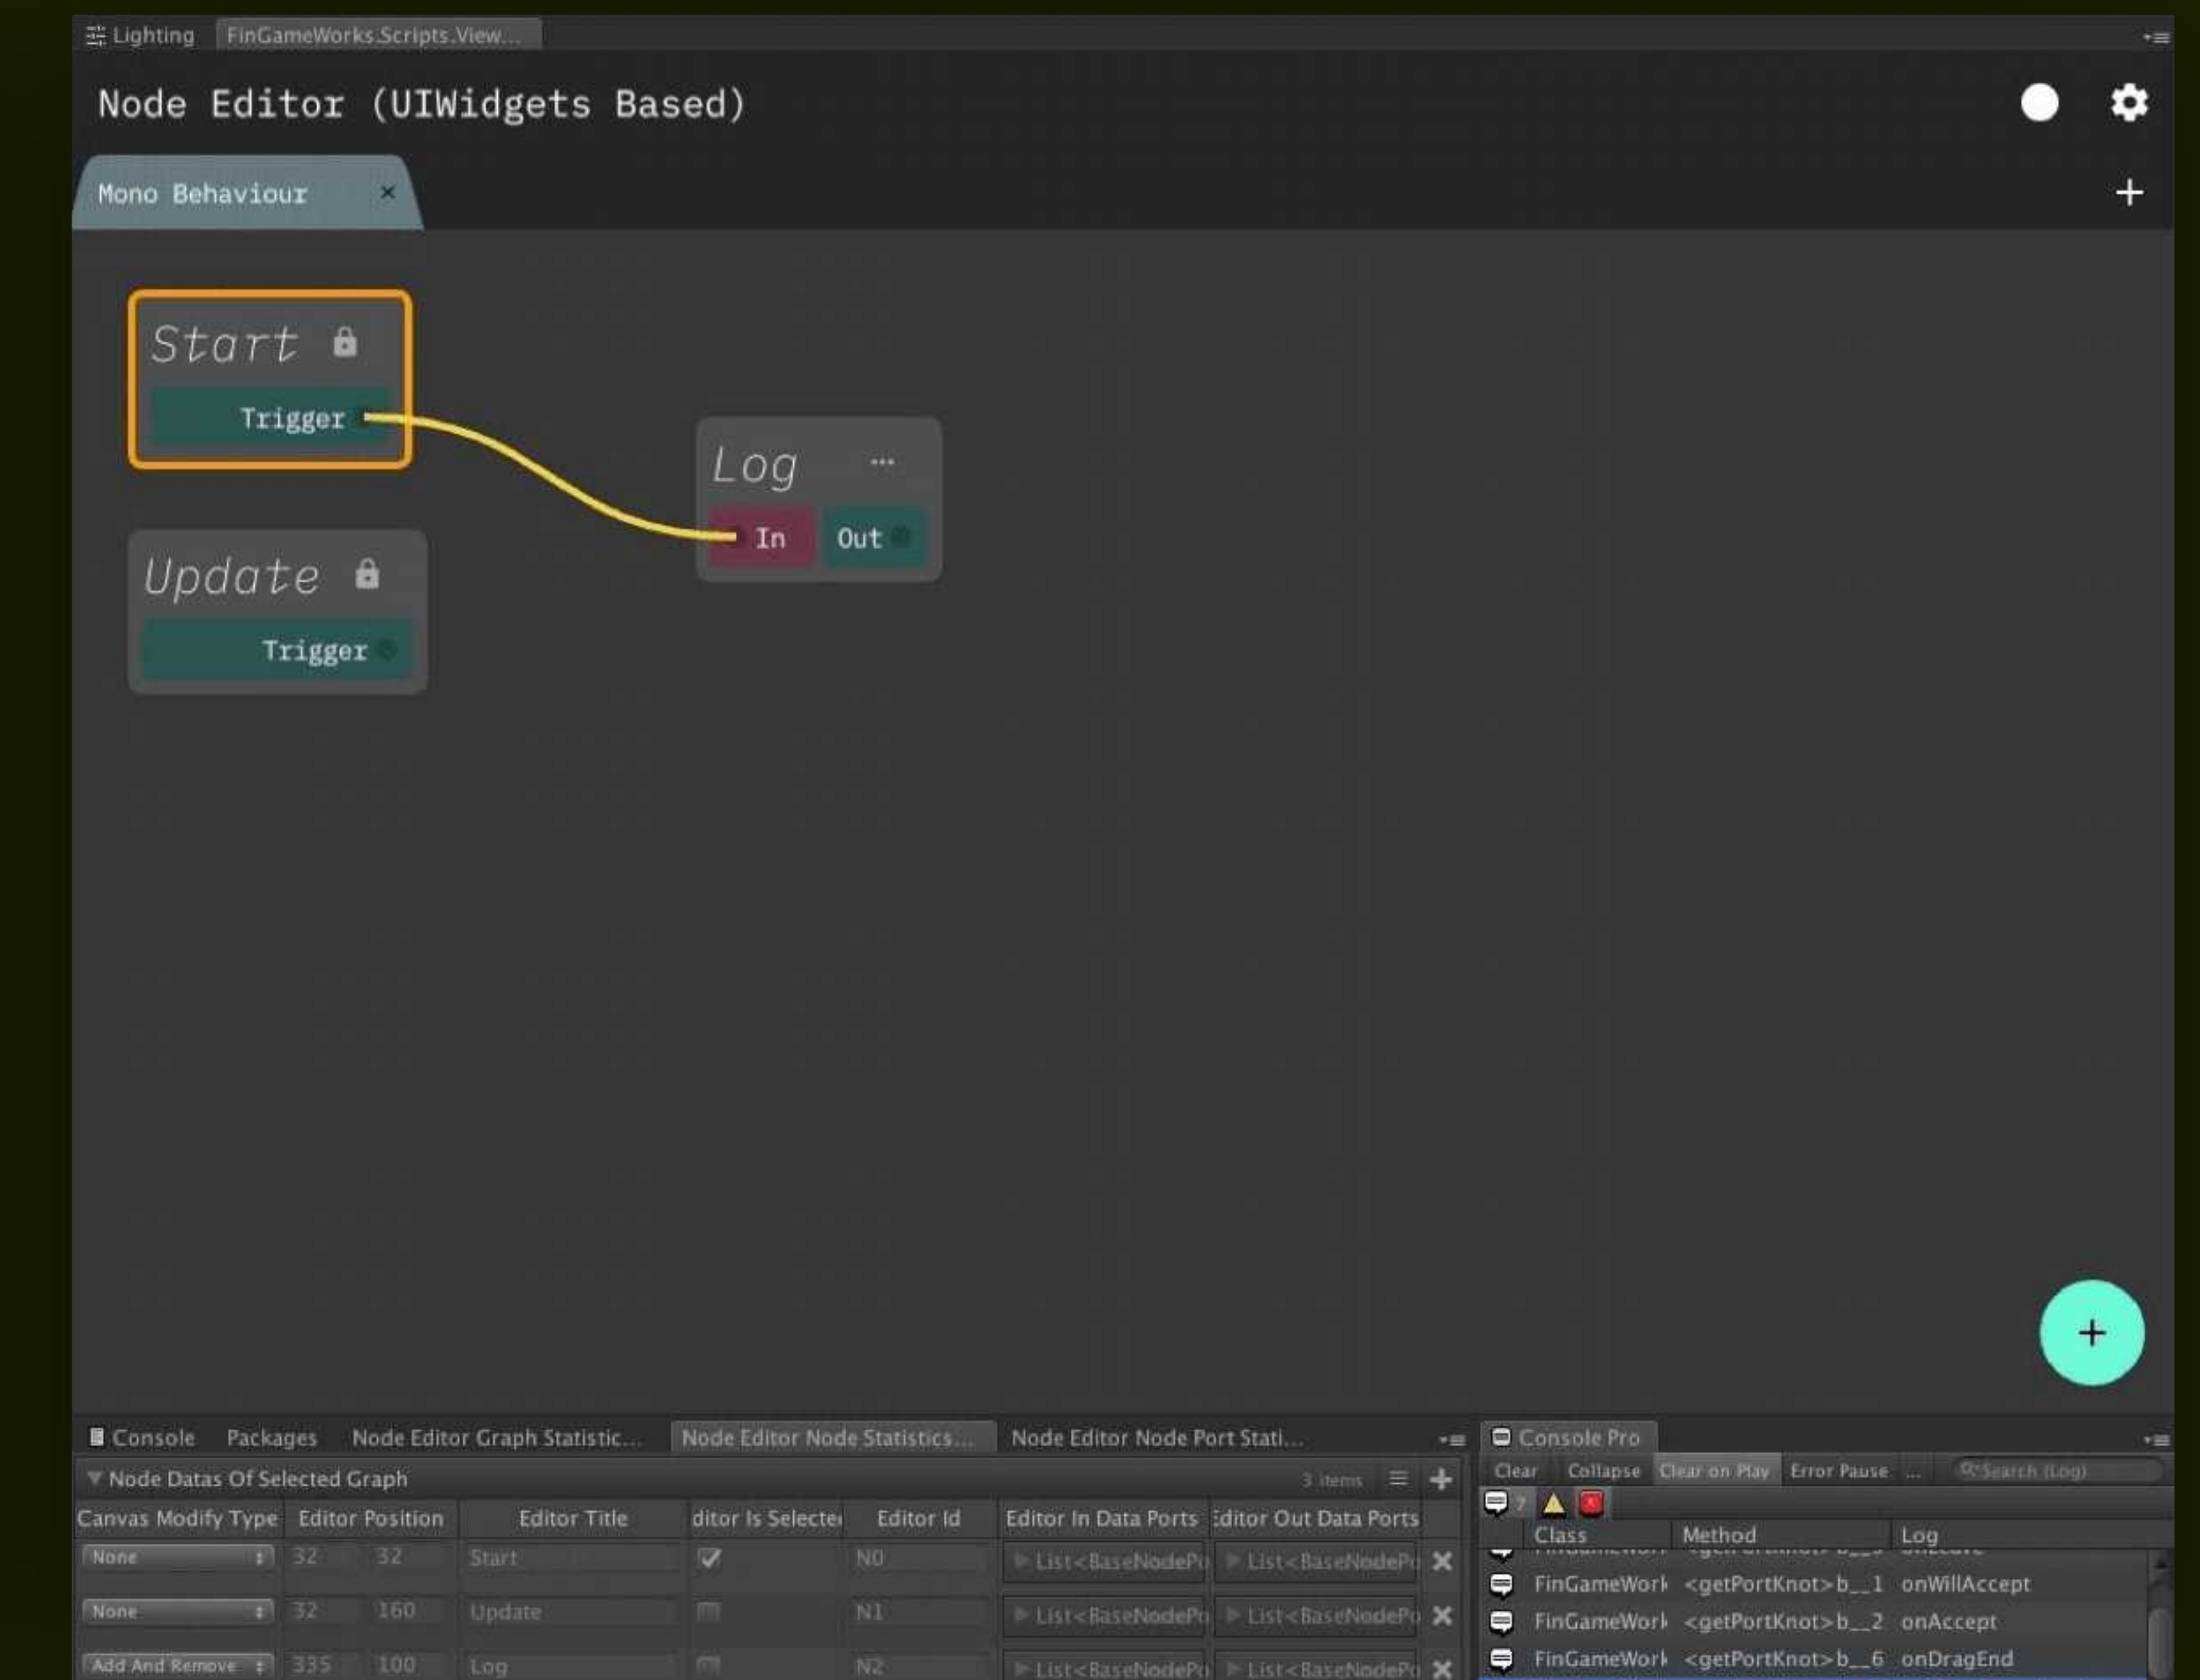 Lighting FinGameWorks.Scripts.View...
Node Editor (UIWidgets Based)
Mono Behaviour ×
Start
Trigger
Log ...
In Out
Update
Trigger
Console Packages Node Editor Graph Statistic... Node Editor Node Statistics... Node Editor Node Port Stati...
Node Datas Of Selected Graph 3 items
Canvas Modify Type Editor Position Editor Title ditor Is Selected Editor Id Editor In Data Ports Editor Out Data Ports
None 32 32 Start N0 List<BaseNodePo List<BaseNodePo
None 32 160 Update N1 List<BaseNodePo List<BaseNodePo
Add And Remove 335 100 Log N2 List<BaseNodePo List<BaseNodePo
Console Pro
Clear Collapse Clear on Play Error Pause ... Search (Log)
7
Class Method Log
FinGameWork <getPortKnot>b__1 onWillAccept
FinGameWork <getPortKnot>b__2 onAccept
FinGameWork <getPortKnot>b__6 onDragEnd